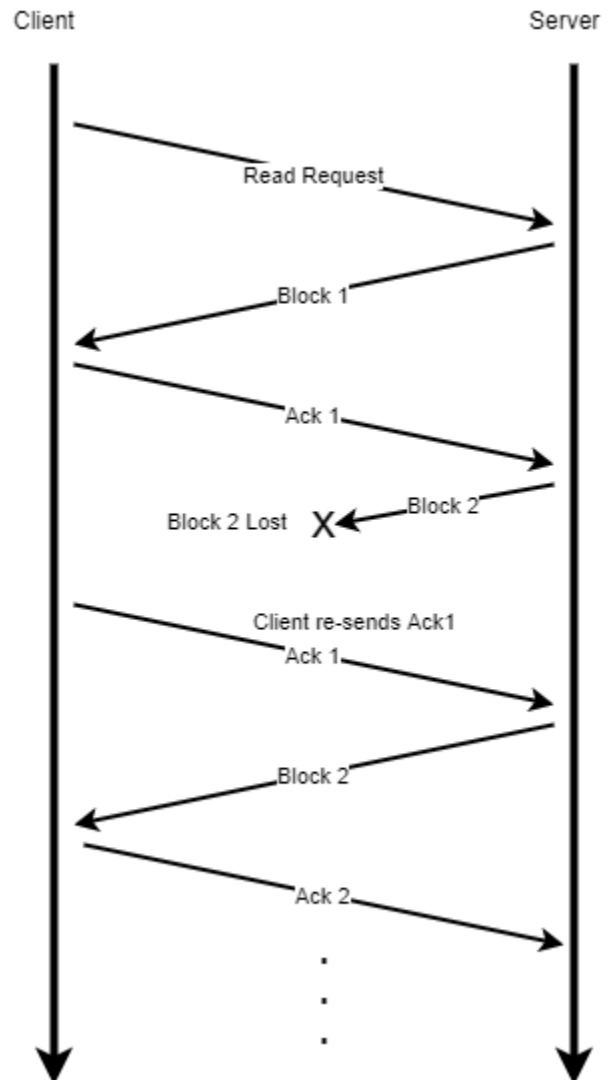 Client
Server
Read Request
Block 1
Ack 1
Block 2
Block 2 Lost
X
Client re-sends Ack1
Ack 1
Block 2
Ack 2
.
.
.